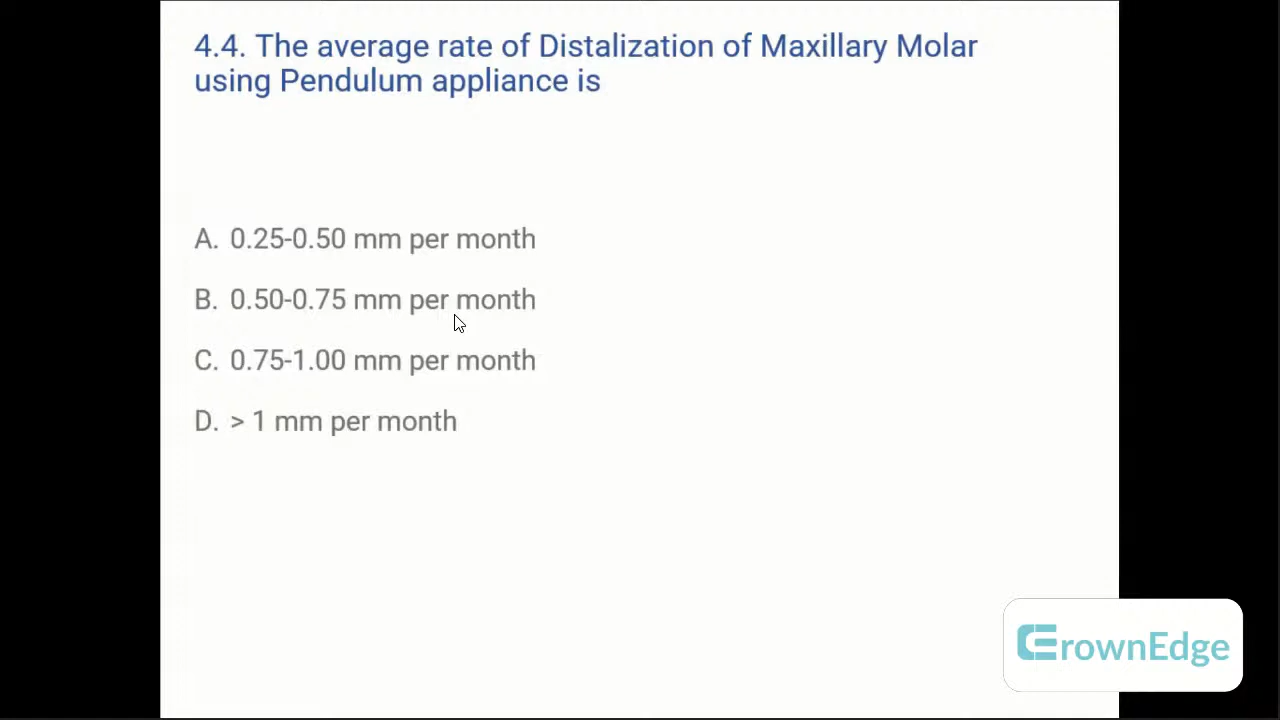 4.4. The average rate of Distalization of Maxillary Molar
using Pendulum appliance is
A. 0.25-0.50 mm per month
B. 0.50-0.75 mm per month
C. 0.75-1.00 mm per month
D. > 1 mm per month
CrownEdge